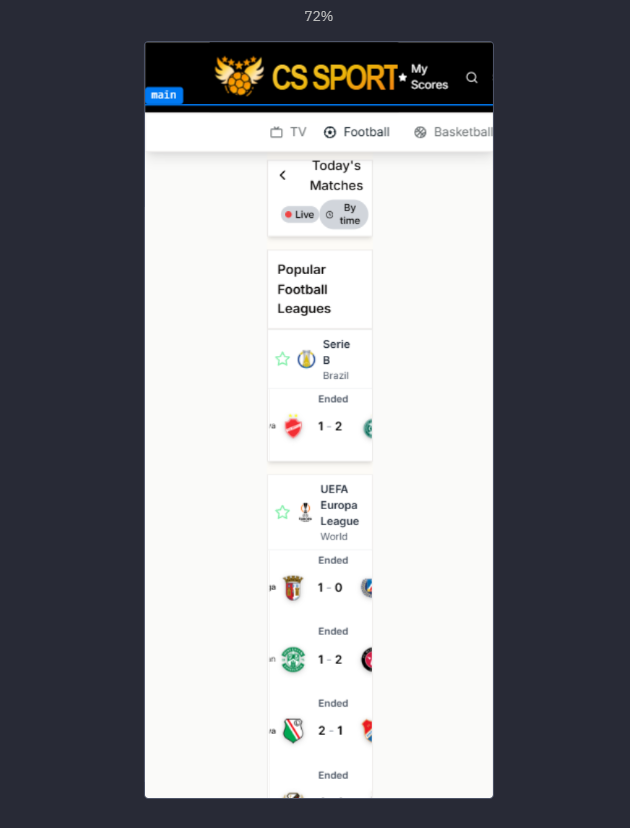 72%
CS SPORT
My
Scores
main
TV
Football
Basketball
Today's
Matches
Live
By
time
Popular
Football
Leagues
Serie
B
Brazil
Ended
1 - 2
UEFA
Europa
League
World
Ended
1 - 0
Ended
1 - 2
Ended
2 - 1
Ended